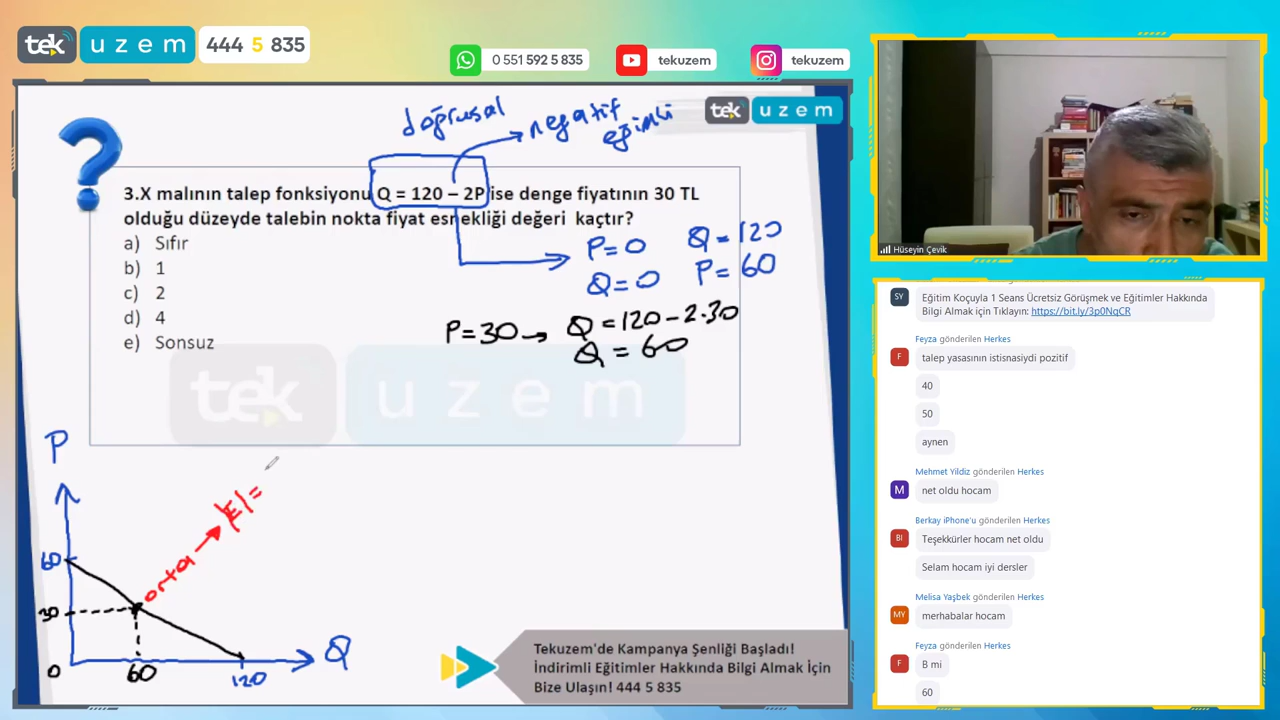 tek uzem 444 5 835
0 551 592 5 835 tekuzem tekuzem
tek uzem
doğrusal
negatif
eğimli
3.X malının talep fonksiyonu Q = 120 – 2P ise denge fiyatının 30 TL
olduğu düzeyde talebin nokta fiyat esnekliği değeri kaçtır?
a) Sıfır
b) 1
c) 2
d) 4
e) Sonsuz
P=0 Q=120
Q=0 P=60
P=30→ Q=120-2·30
Q=60
tek uzem
P
60
30
0
60
120
Q
orta → |E|=
Tekuzem'de Kampanya Şenliği Başladı!
İndirimli Eğitimler Hakkında Bilgi Almak İçin
Bize Ulaşın! 444 5 835
Hüseyin Çevik
SY
Eğitim Koçuyla 1 Seans Ücretsiz Görüşmek ve Eğitimler Hakkında
Bilgi Almak için Tıklayın: https://bit.ly/3p0NqCR
Feyza gönderilen Herkes
F
talep yasasının istisnasiydi pozitif
40
50
aynen
Mehmet Yildiz gönderilen Herkes
M
net oldu hocam
Berkay iPhone'u gönderilen Herkes
BI
Teşekkürler hocam net oldu
Selam hocam iyi dersler
Melisa Yaşbek gönderilen Herkes
MY
merhabalar hocam
Feyza gönderilen Herkes
F
B mi
60